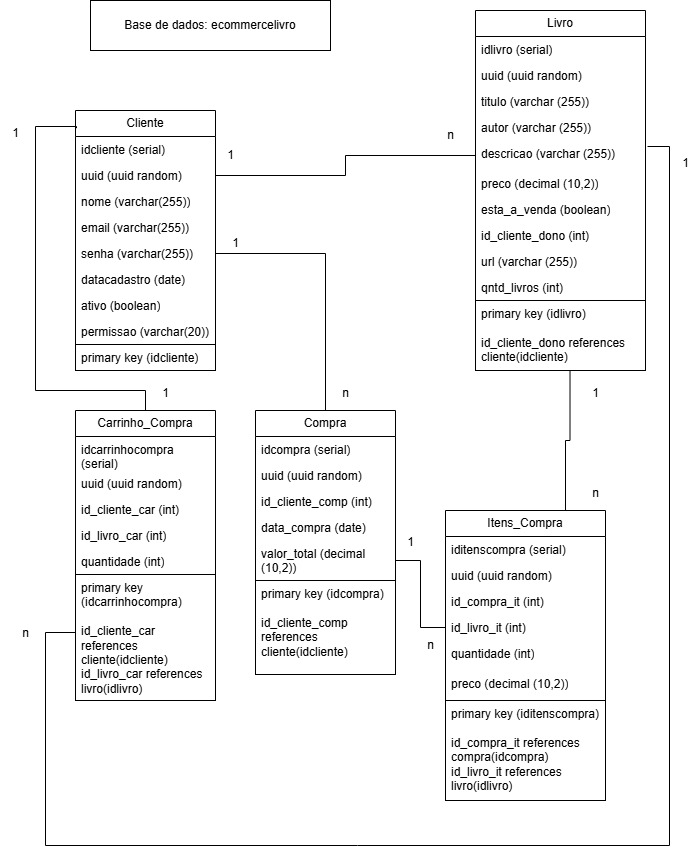 Base de dados: ecommercelivro
Livro
idlivro (serial)
uuid (uuid random)
titulo (varchar (255))
autor (varchar (255))
descricao (varchar (255))
preco (decimal (10,2))
esta_a_venda (boolean)
id_cliente_dono (int)
url (varchar (255))
qntd_livros (int)
primary key (idlivro)
id_cliente_dono references
cliente(idcliente)
Cliente
idcliente (serial)
uuid (uuid random)
nome (varchar(255))
email (varchar(255))
senha (varchar(255))
datacadastro (date)
ativo (boolean)
permissao (varchar(20))
primary key (idcliente)
1
1
n
1
1
1
n
1
n
Carrinho_Compra
idcarrinhocompra
(serial)
uuid (uuid random)
id_cliente_car (int)
id_livro_car (int)
quantidade (int)
primary key
(idcarrinhocompra)
id_cliente_car
references
cliente(idcliente)
id_livro_car references
livro(idlivro)
n
Compra
idcompra (serial)
uuid (uuid random)
id_cliente_comp (int)
data_compra (date)
valor_total (decimal
(10,2))
primary key (idcompra)
id_cliente_comp
references
cliente(idcliente)
1
n
Itens_Compra
iditenscompra (serial)
uuid (uuid random)
id_compra_it (int)
id_livro_it (int)
quantidade (int)
preco (decimal (10,2))
primary key (iditenscompra)
id_compra_it references
compra(idcompra)
id_livro_it references
livro(idlivro)